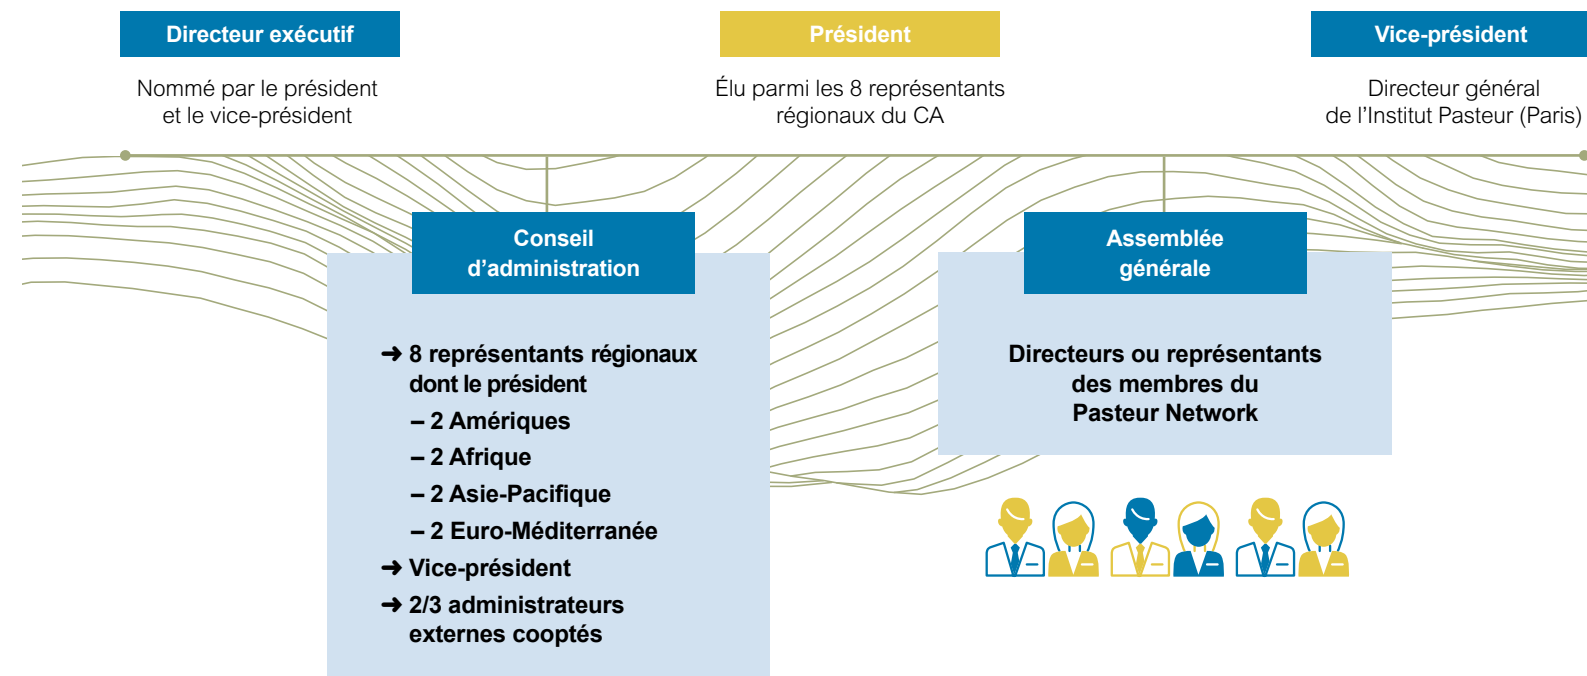 Directeur exécutif
Nommé par le président
et le vice-président
Président
Élu parmi les 8 représentants
régionaux du CA
Vice-président
Directeur général
de l’Institut Pasteur (Paris)
Conseil
d’administration
➜ 8 représentants régionaux
dont le président
– 2 Amériques
– 2 Afrique
– 2 Asie-Pacifique
– 2 Euro-Méditerranée
➜ Vice-président
➜ 2/3 administrateurs
externes cooptés
Assemblée
générale
Directeurs ou représentants
des membres du
Pasteur Network